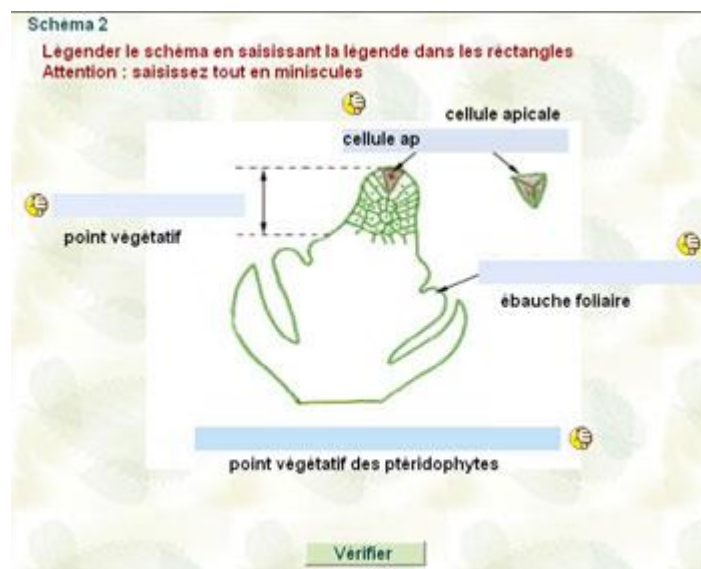 Schéma 2
Légender le schéma en saisissant la légende dans les réctangles
Attention : saisissez tout en miniscules
cellule apicale
cellule ap
point végétatif
ébauche foliaire
point végétatif des ptéridophytes
Vérifier